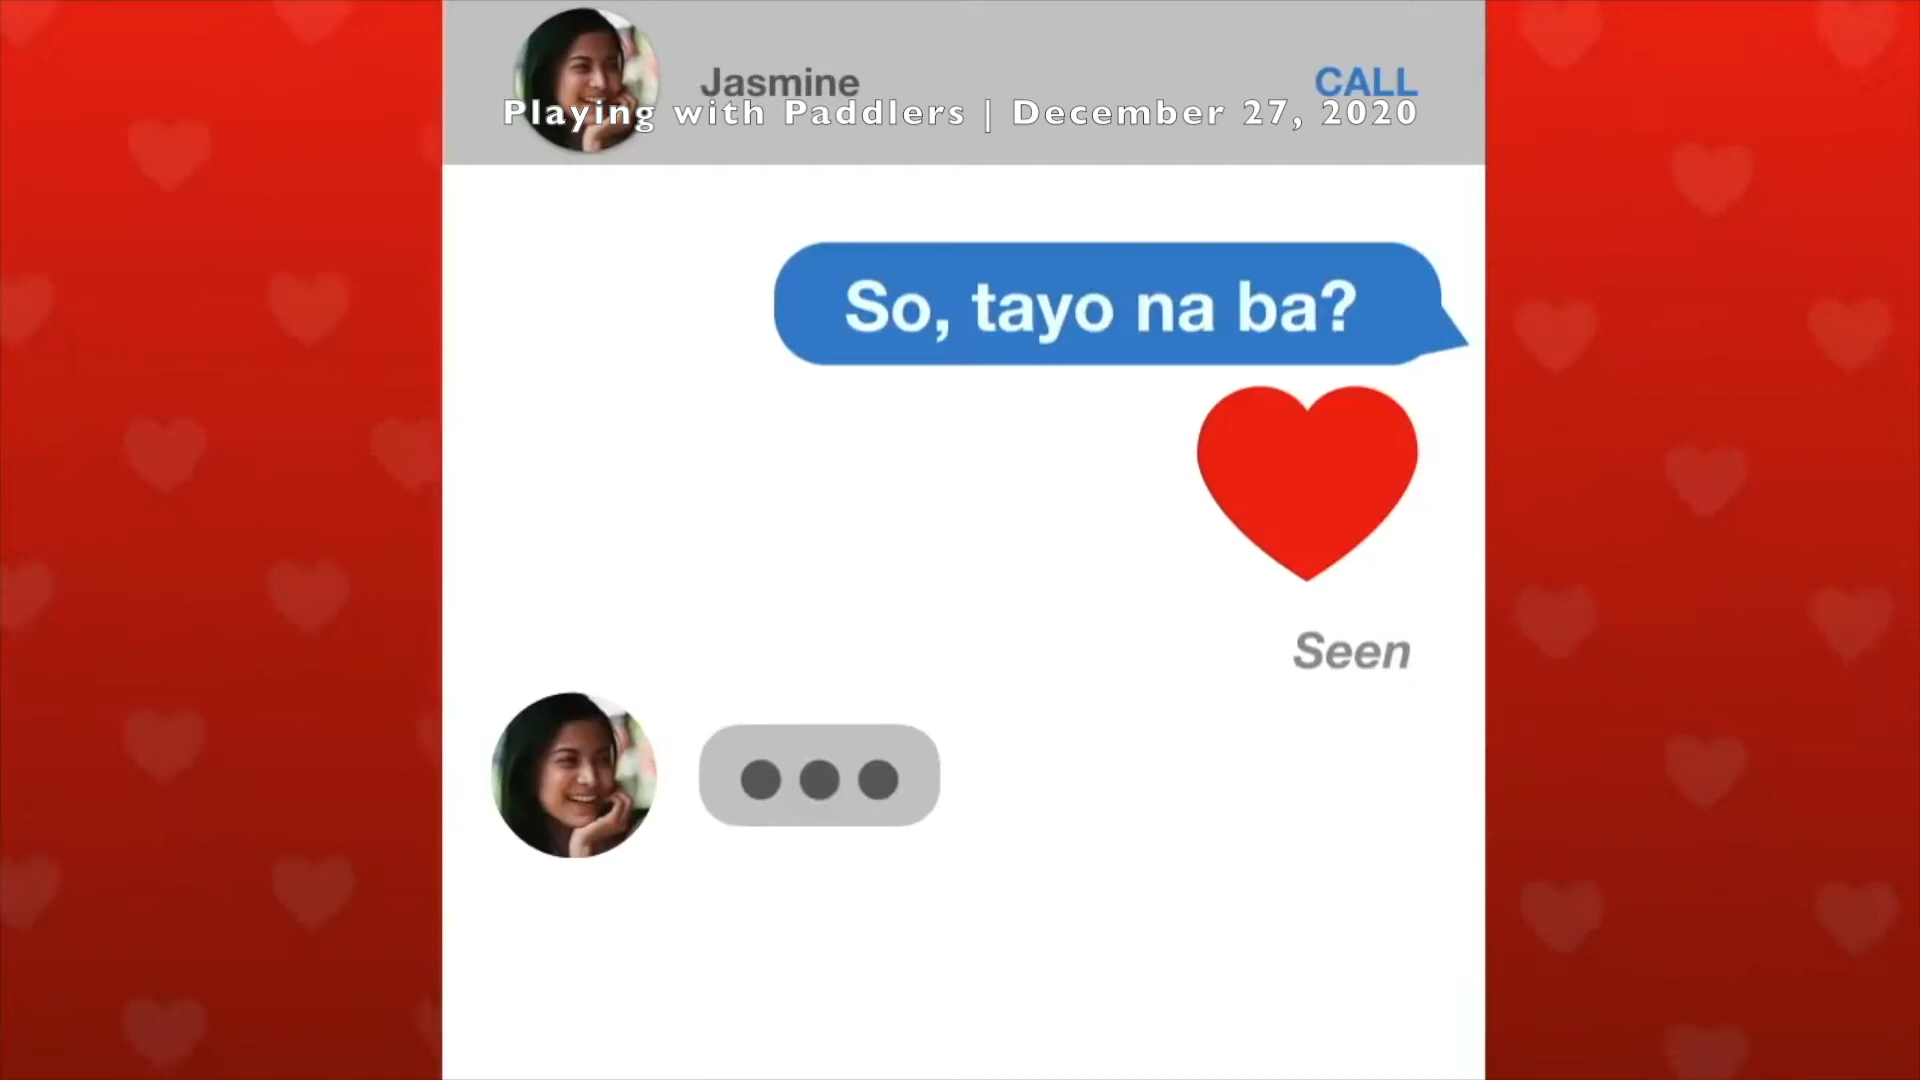 Jasmine
CALL
Playing with Paddlers | December 27, 2020
So, tayo na ba?
Seen